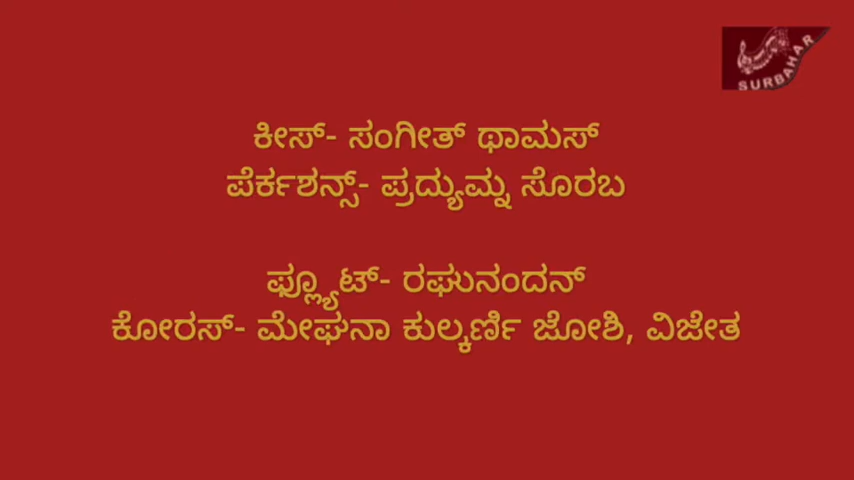 SURBAHAR
ಕೀಸ್- ಸಂಗೀತ್ ಥಾಮಸ್
ಪೆರ್ಕಶನ್ಸ್- ಪ್ರದ್ಯುಮ್ನ ಸೊರಬ
ಫ್ಲ್ಯೂಟ್- ರಘುನಂದನ್
ಕೋರಸ್- ಮೇಘನಾ ಕುಲ್ಕರ್ಣಿ ಜೋಶಿ, ವಿಜೇತ